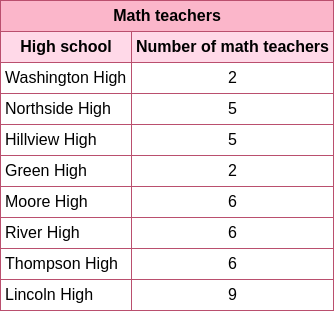 Math teachers
High school Number of math teachers
Washington High 2
Northside High 5
Hillview High 5
Green High 2
Moore High 6
River High 6
Thompson High 6
Lincoln High 9